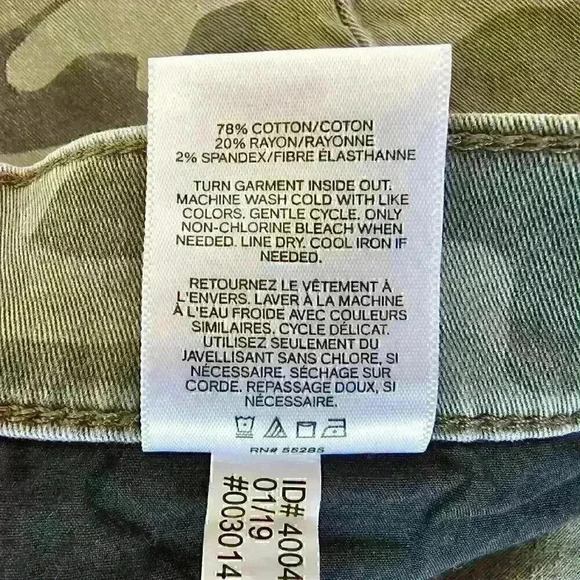 78% COTTON/COTON
20% RAYON/RAYONNE
2% SPANDEX/FIBRE ÉLASTHANNE
TURN GARMENT INSIDE OUT.
MACHINE WASH COLD WITH LIKE
COLORS. GENTLE CYCLE. ONLY
NON-CHLORINE BLEACH WHEN
NEEDED. LINE DRY. COOL IRON IF
NEEDED.
RETOURNEZ LE VÊTEMENT À
L'ENVERS. LAVER À LA MACHINE
À L'EAU FROIDE AVEC COULEURS
SIMILAIRES. CYCLE DÉLICAT.
UTILISEZ SEULEMENT DU
JAVELLISANT SANS CHLORE, SI
NÉCESSAIRE, SÉCHAGE SUR
CORDE. REPASSAGE DOUX, SI
NÉCESSAIRE.
RN# 55285
ID# 4004
01/19
#003014